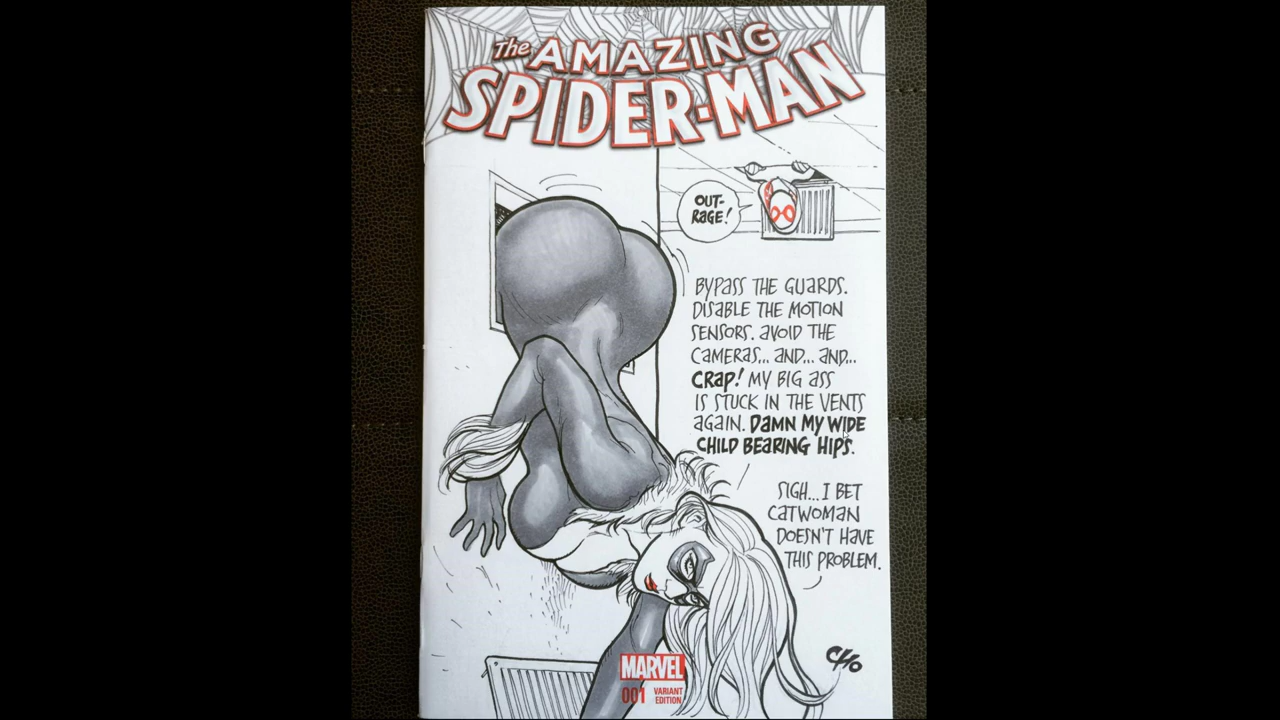 The AMAZING
SPIDER-MAN
OUT-
RAGE!
BYPASS THE GUARDS.
DISABLE THE MOTION
SENSORS. AVOID THE
CAMERAS... AND... AND...
CRAP! MY BIG ASS
IS STUCK IN THE VENTS
AGAIN. DAMN MY WIDE
CHILD BEARING HIPS.
SIGH... I BET
CATWOMAN
DOESN'T HAVE
THIS PROBLEM.
CHO
MARVEL
001 VARIANT
EDITION